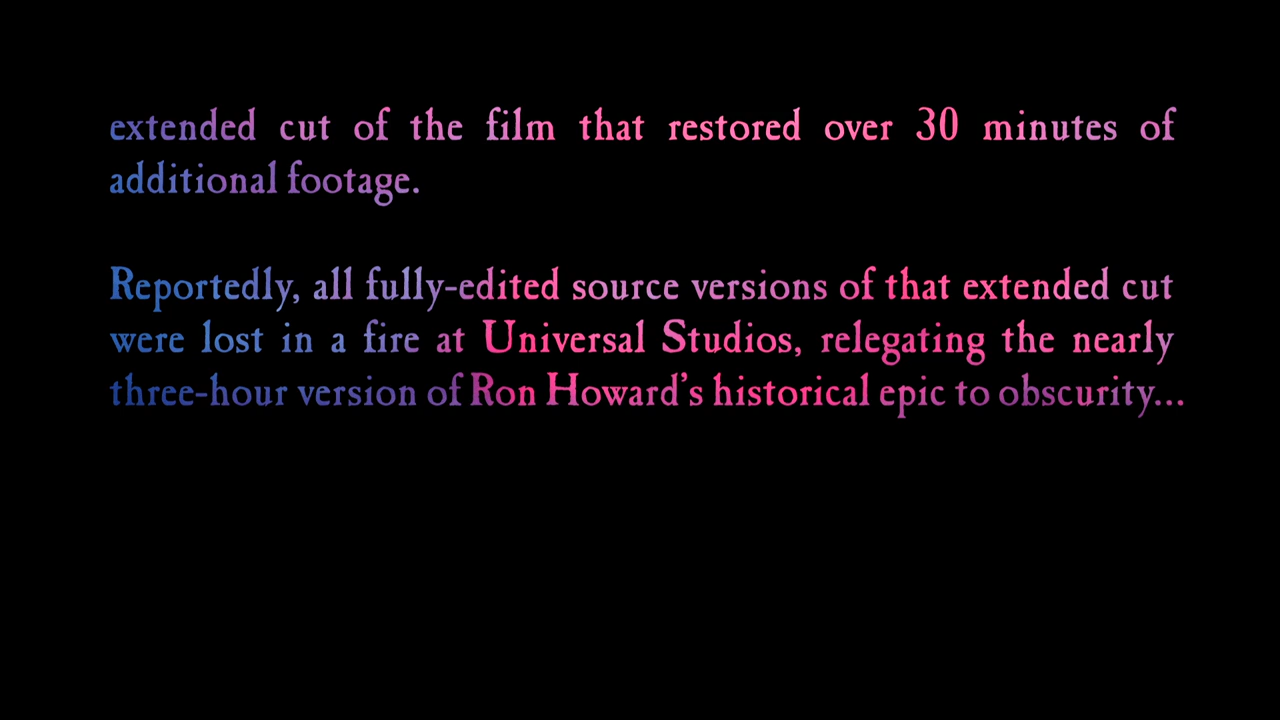 extended cut of the film that restored over 30 minutes of
additional footage.
Reportedly, all fully-edited source versions of that extended cut
were lost in a fire at Universal Studios, relegating the nearly
three-hour version of Ron Howard's historical epic to obscurity...